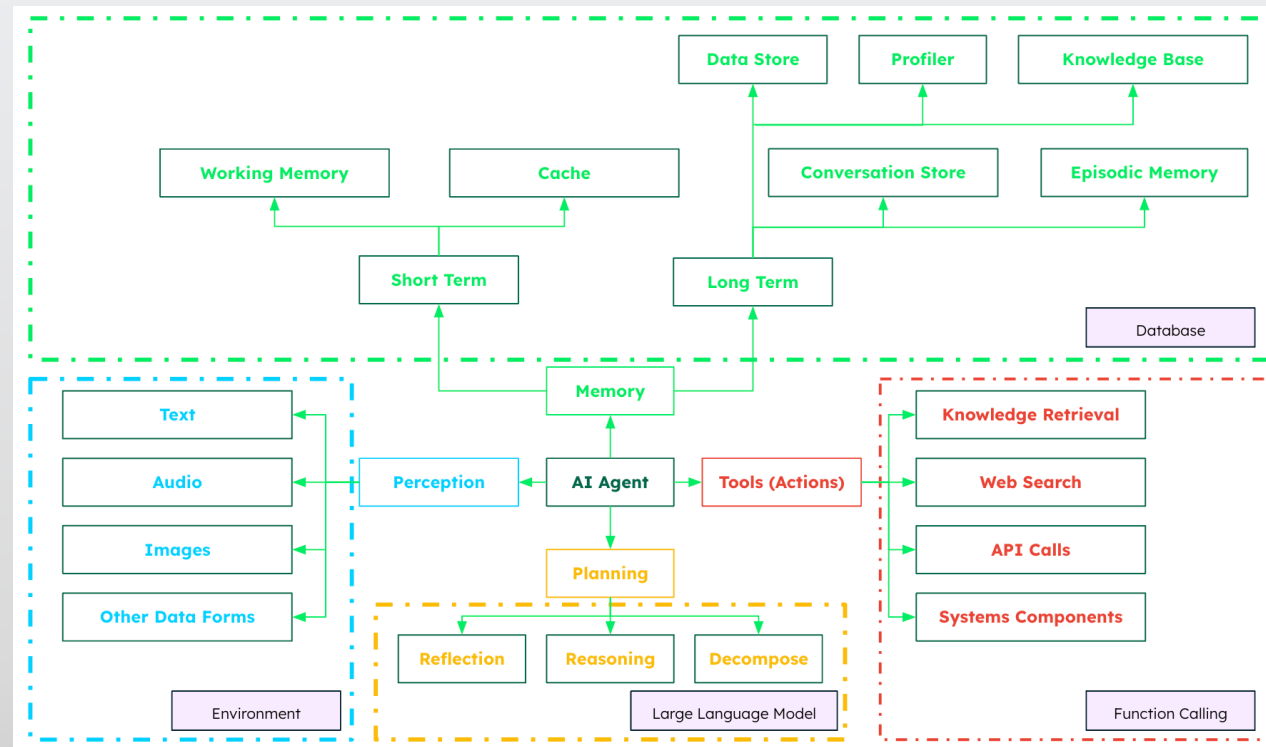 Data Store
Profiler
Knowledge Base
Working Memory
Cache
Conversation Store
Episodic Memory
Short Term
Long Term
Database
Memory
Text
Knowledge Retrieval
Audio
Perception
AI Agent
Tools (Actions)
Web Search
Images
Planning
API Calls
Other Data Forms
Systems Components
Reflection
Reasoning
Decompose
Environment
Large Language Model
Function Calling